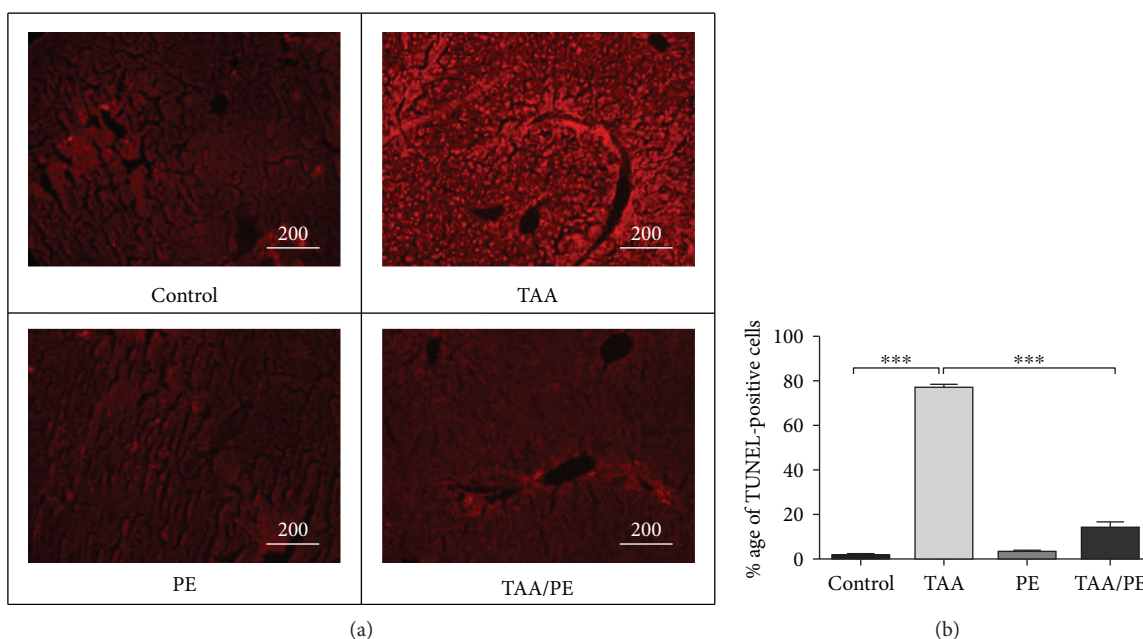 200
200
Control
TAA
200
200
PE
TAA/PE
(a)
% age of TUNEL-positive cells
100
80
60
40
20
0
***
***
Control
TAA
PE
TAA/PE
(b)